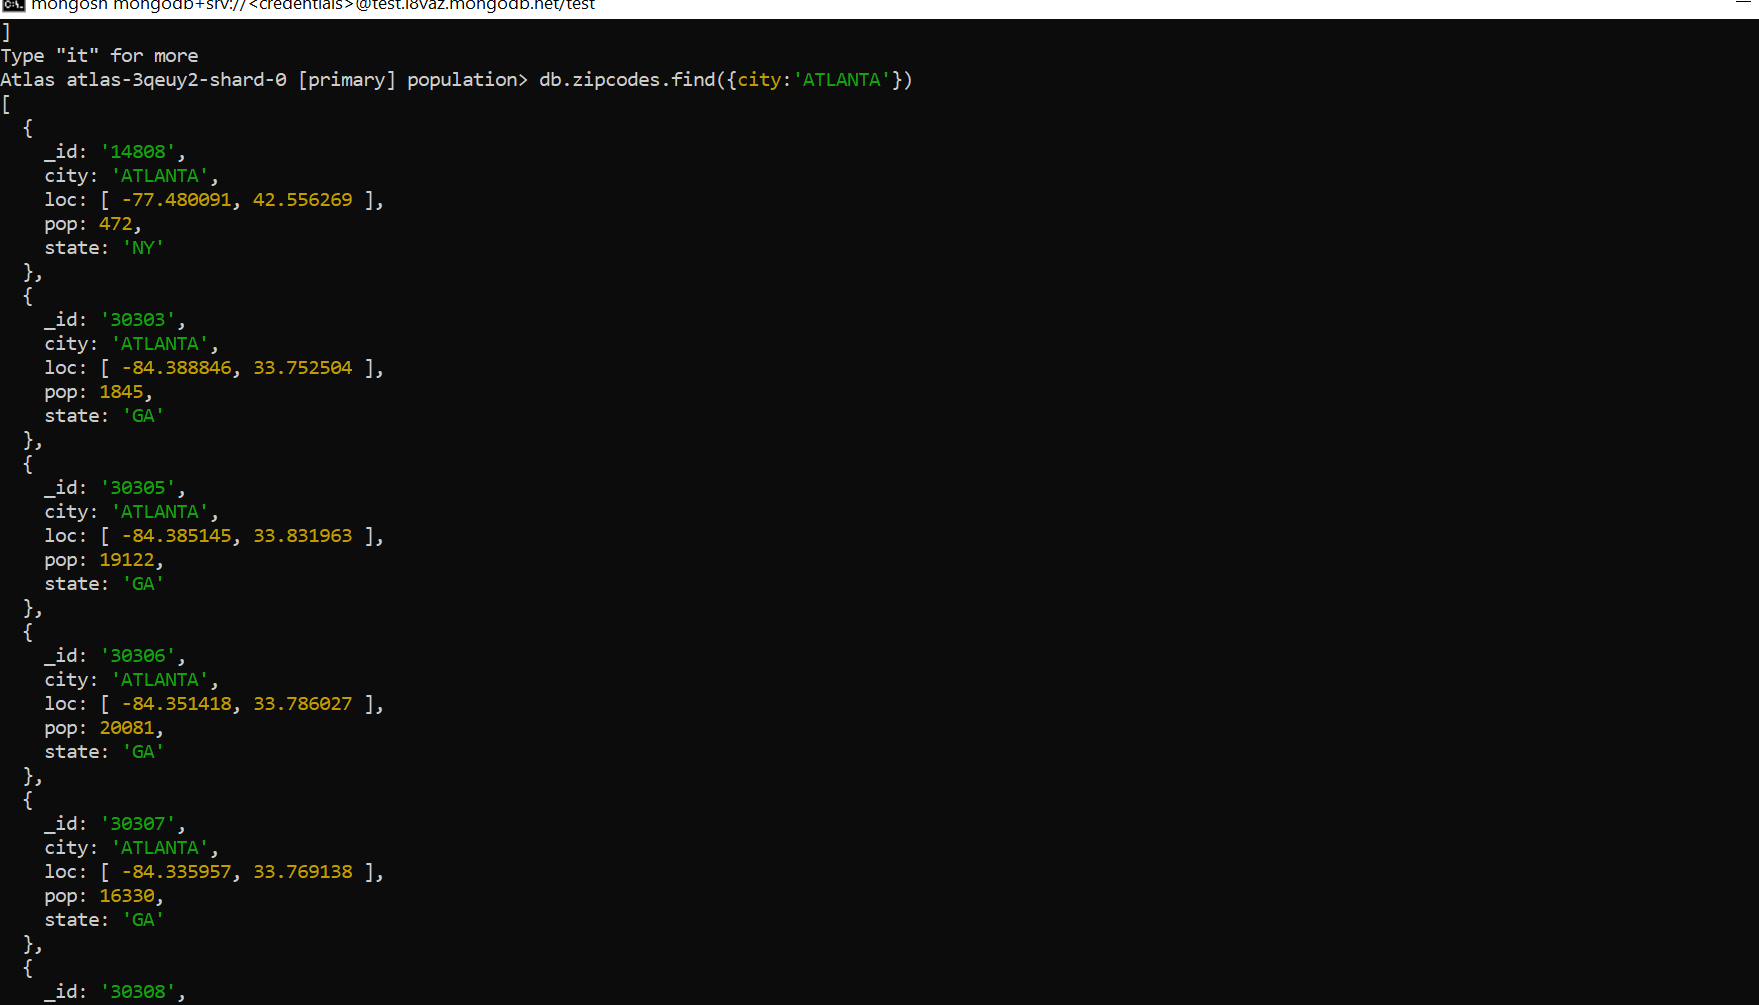 mongosh mongodb+srv://<credentials>@test.i8vaz.mongodb.net/test
]
Type "it" for more
Atlas atlas-3qeuy2-shard-0 [primary] population> db.zipcodes.find({city:'ATLANTA'})
[
  {
    _id: '14808',
    city: 'ATLANTA',
    loc: [ -77.480091, 42.556269 ],
    pop: 472,
    state: 'NY'
  },
  {
    _id: '30303',
    city: 'ATLANTA',
    loc: [ -84.388846, 33.752504 ],
    pop: 1845,
    state: 'GA'
  },
  {
    _id: '30305',
    city: 'ATLANTA',
    loc: [ -84.385145, 33.831963 ],
    pop: 19122,
    state: 'GA'
  },
  {
    _id: '30306',
    city: 'ATLANTA',
    loc: [ -84.351418, 33.786027 ],
    pop: 20081,
    state: 'GA'
  },
  {
    _id: '30307',
    city: 'ATLANTA',
    loc: [ -84.335957, 33.769138 ],
    pop: 16330,
    state: 'GA'
  },
  {
    _id: '30308',